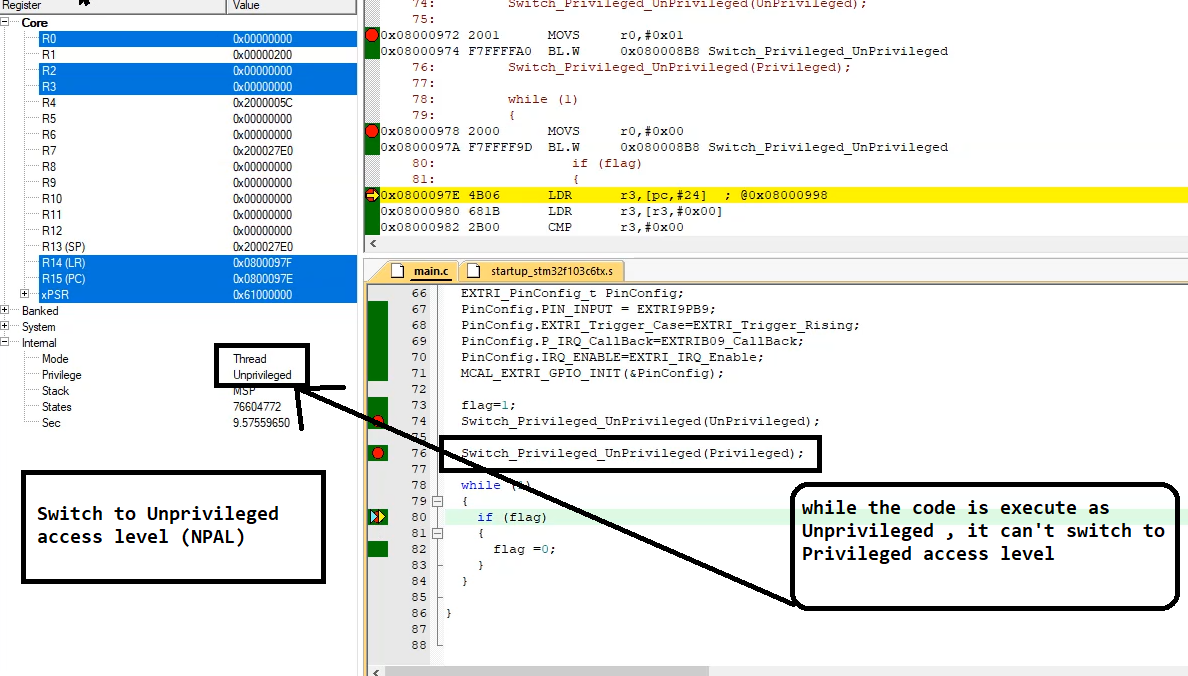 Register Value
Core
R0 0x00000000
R1 0x00000200
R2 0x00000000
R3 0x00000000
R4 0x2000005C
R5 0x00000000
R6 0x00000000
R7 0x200027E0
R8 0x00000000
R9 0x00000000
R10 0x00000000
R11 0x00000000
R12 0x00000000
R13 (SP) 0x200027E0
R14 (LR) 0x0800097F
R15 (PC) 0x0800097E
xPSR 0x61000000
Banked
System
Internal
Mode Thread
Privilege Unprivileged
Stack MSP
States 76604772
Sec 9.57559650
Switch to Unprivileged
access level (NPAL)
74: Switch_Privileged_UnPrivileged(UnPrivileged);
75:
0x08000972 2001 MOVS r0,#0x01
0x08000974 F7FFFFA0 BL.W 0x080008B8 Switch_Privileged_UnPrivileged
76: Switch_Privileged_UnPrivileged(Privileged);
77:
78: while (1)
79: {
0x08000978 2000 MOVS r0,#0x00
0x0800097A F7FFFF9D BL.W 0x080008B8 Switch_Privileged_UnPrivileged
80: if (flag)
81: {
0x0800097E 4B06 LDR r3,[pc,#24] ; @0x08000998
0x08000980 681B LDR r3,[r3,#0x00]
0x08000982 2B00 CMP r3,#0x00
main.c startup_stm32f103c6tx.s
66 EXTRI_PinConfig_t PinConfig;
67 PinConfig.PIN_INPUT = EXTRI9PB9;
68 PinConfig.EXTRI_Trigger_Case=EXTRI_Trigger_Rising;
69 PinConfig.P_IRQ_CallBack=EXTRIB09_CallBack;
70 PinConfig.IRQ_ENABLE=EXTRI_IRQ_Enable;
71 MCAL_EXTRI_GPIO_INIT(&PinConfig);
72
73 flag=1;
74 Switch_Privileged_UnPrivileged(UnPrivileged);
75
76 Switch_Privileged_UnPrivileged(Privileged);
77
78 while (1)
79 {
80 if (flag)
81 {
82 flag =0;
83 }
84 }
85
86 }
87
88
while the code is execute as
Unprivileged , it can't switch to
Privileged access level